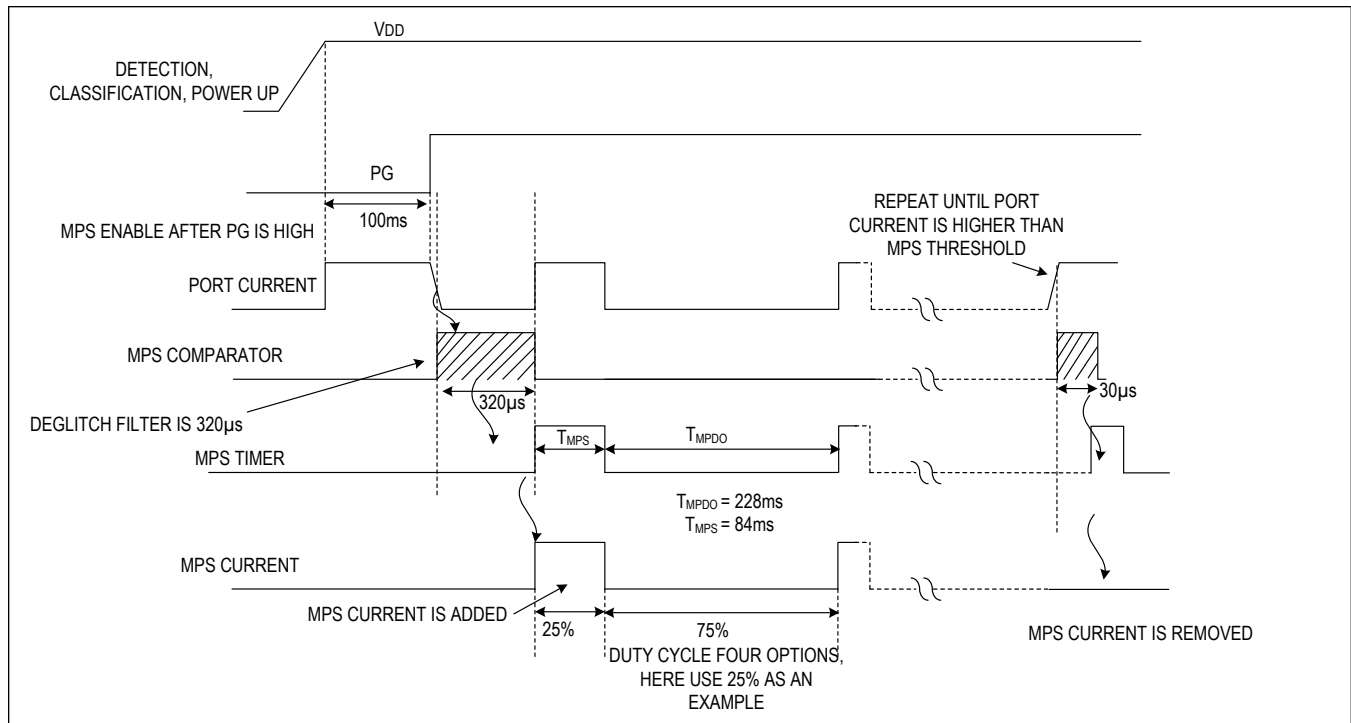 VDD
DETECTION,
CLASSIFICATION, POWER UP
PG
100ms
MPS ENABLE AFTER PG IS HIGH
REPEAT UNTIL PORT
CURRENT IS HIGHER THAN
MPS THRESHOLD
PORT CURRENT
MPS COMPARATOR
320µs
30µs
DEGLITCH FILTER IS 320µs
TMPS
TMPDO
MPS TIMER
TMPDO = 228ms
TMPS = 84ms
MPS CURRENT
MPS CURRENT IS ADDED
25%
75%
MPS CURRENT IS REMOVED
DUTY CYCLE FOUR OPTIONS,
HERE USE 25% AS AN
EXAMPLE